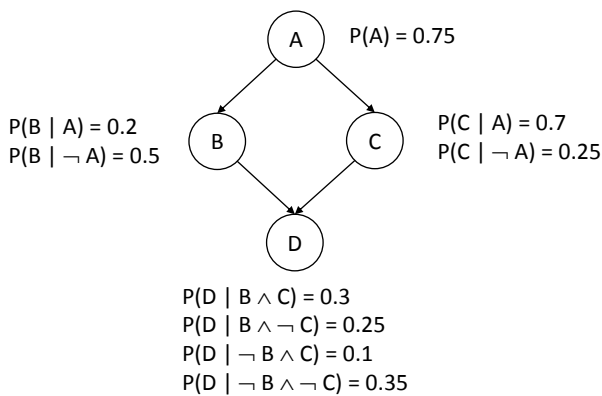 A
P(A) = 0.75
P(B | A) = 0.2
P(B | ¬ A) = 0.5
B
C
P(C | A) = 0.7
P(C | ¬ A) = 0.25
D
P(D | B ∧ C) = 0.3
P(D | B ∧ ¬ C) = 0.25
P(D | ¬ B ∧ C) = 0.1
P(D | ¬ B ∧ ¬ C) = 0.35